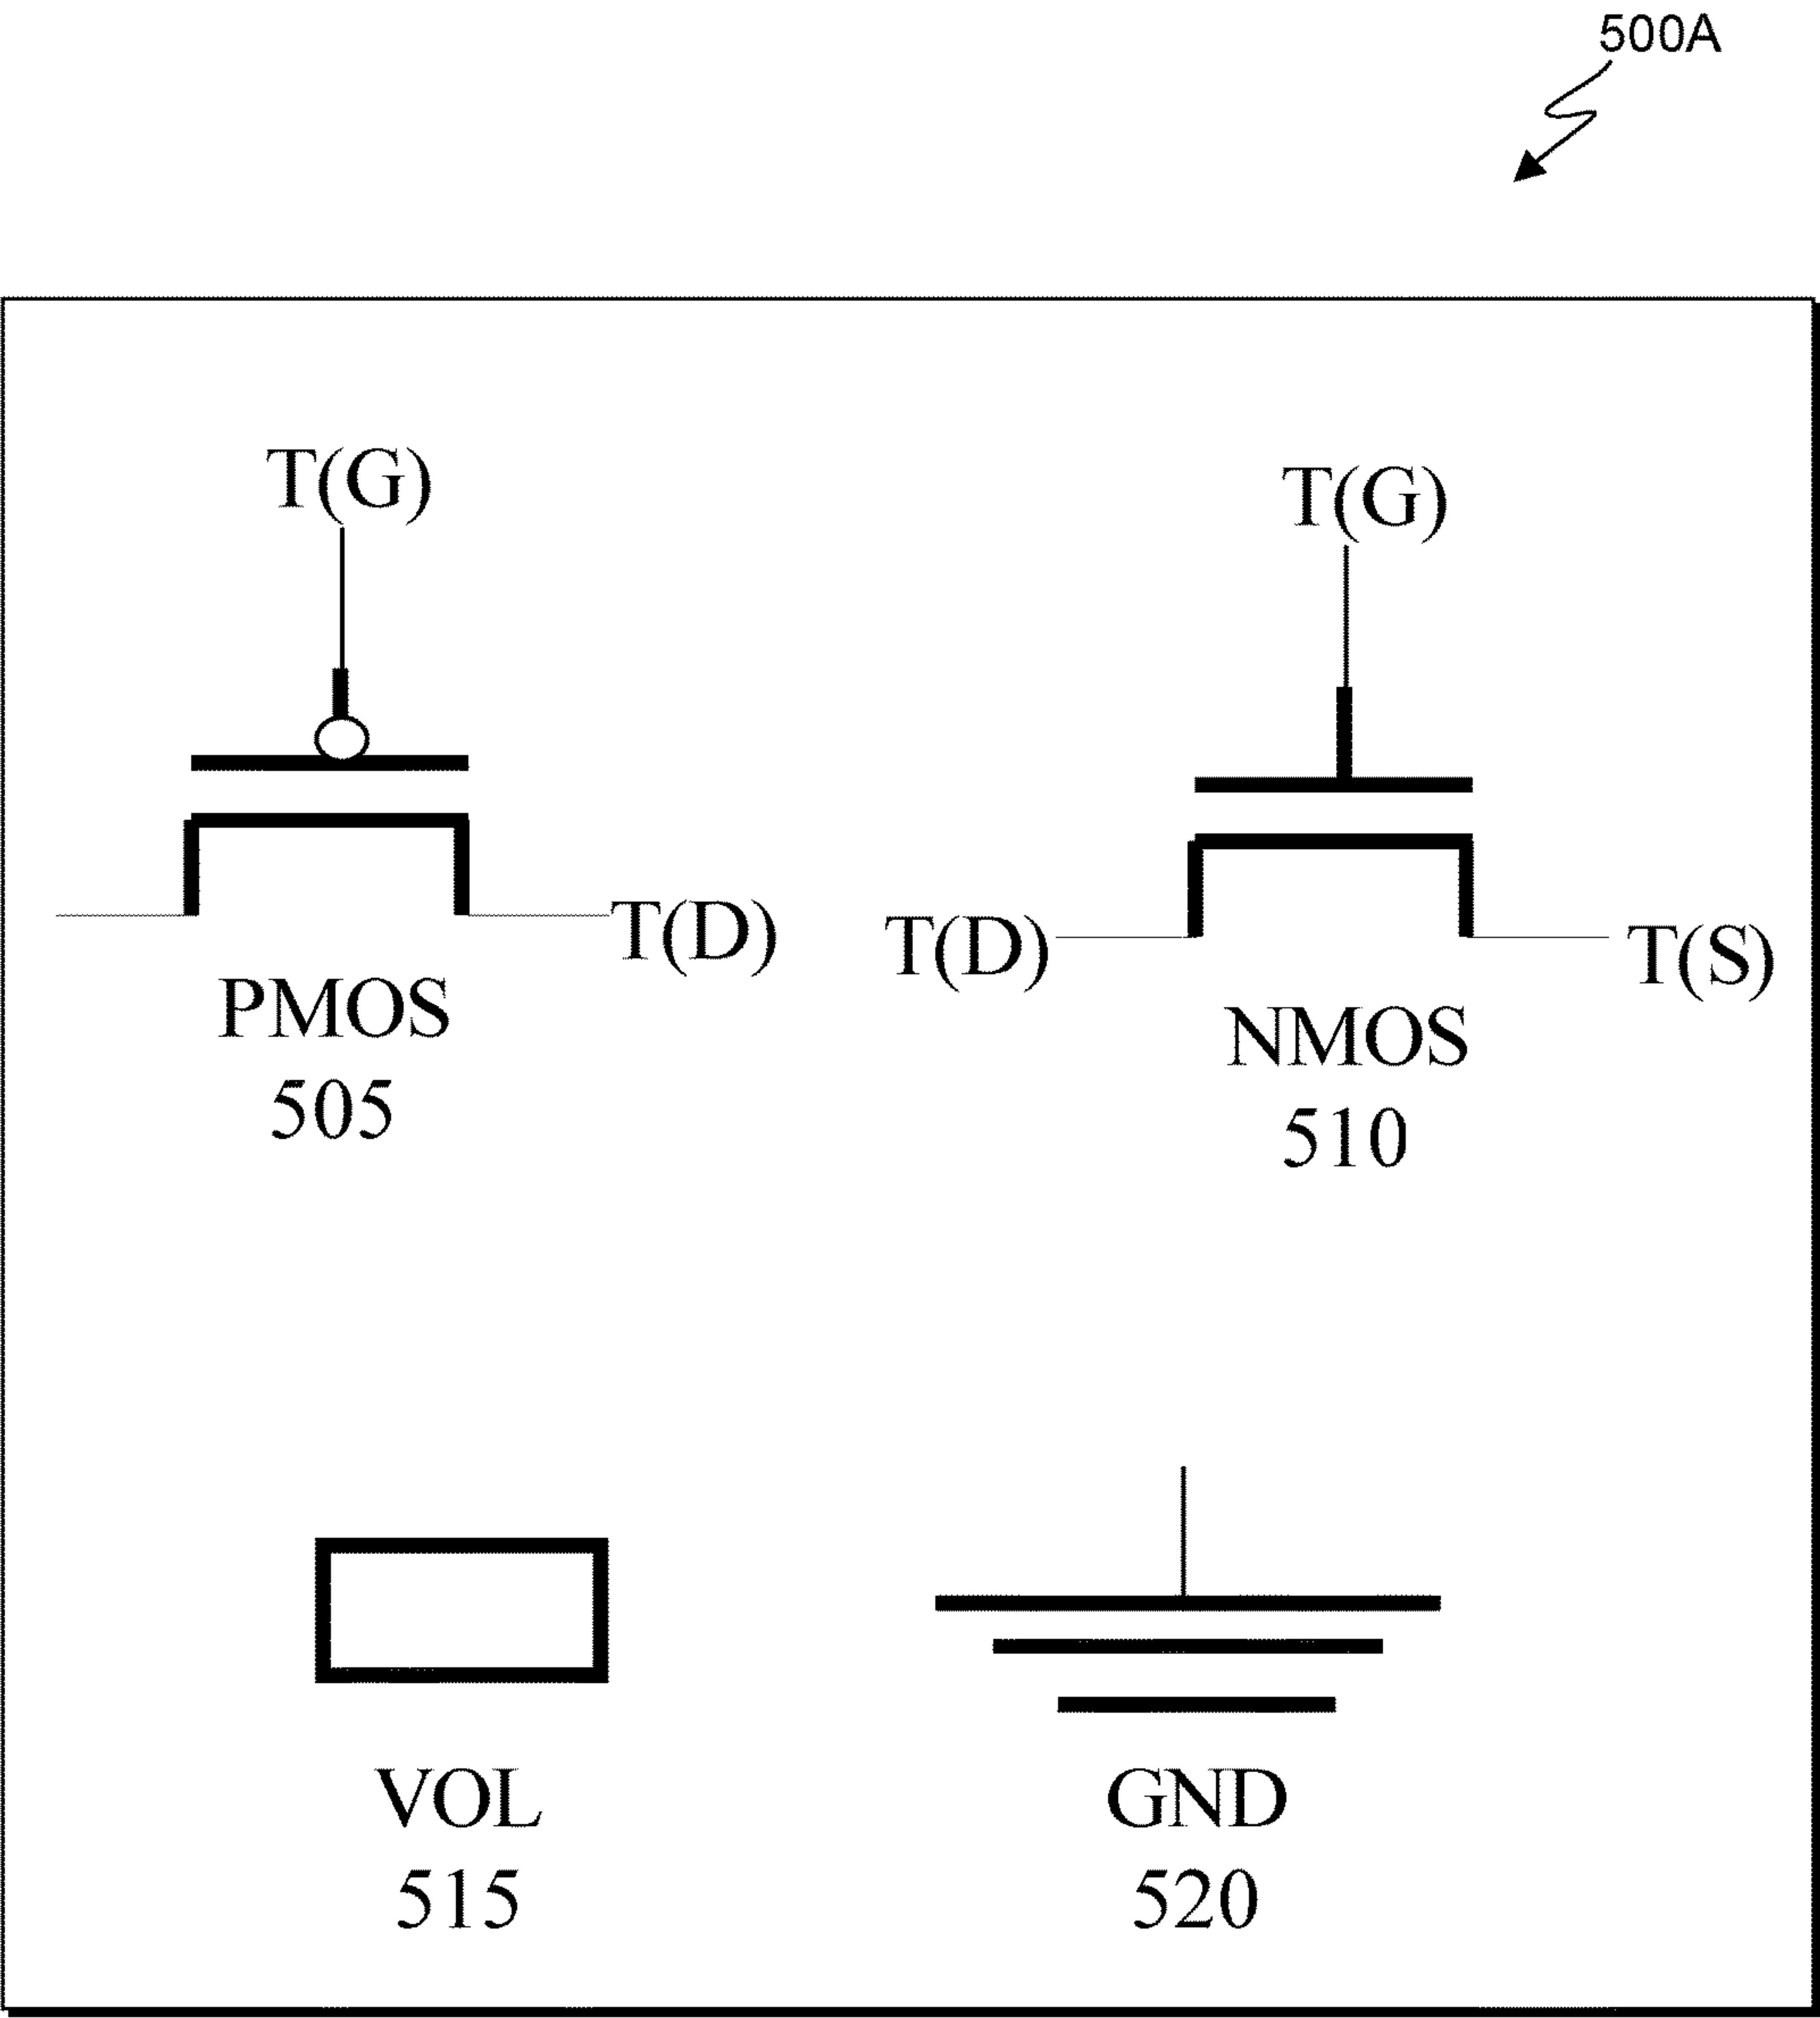 500A
T(G)
T(G)
T(D)
T(D)
T(S)
PMOS
505
NMOS
510
VOL
515
GND
520